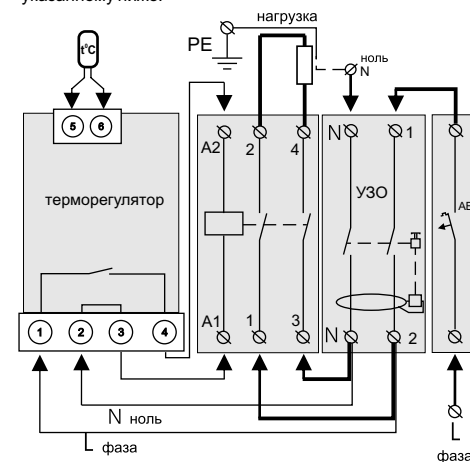 нагрузка
PE
ноль
N
t°C
5 6
A2 2 4 N 1
терморегулятор
УЗО
АВ
1 2 3 4
A1 1 3 N 2
N ноль
L фаза
L
фаза